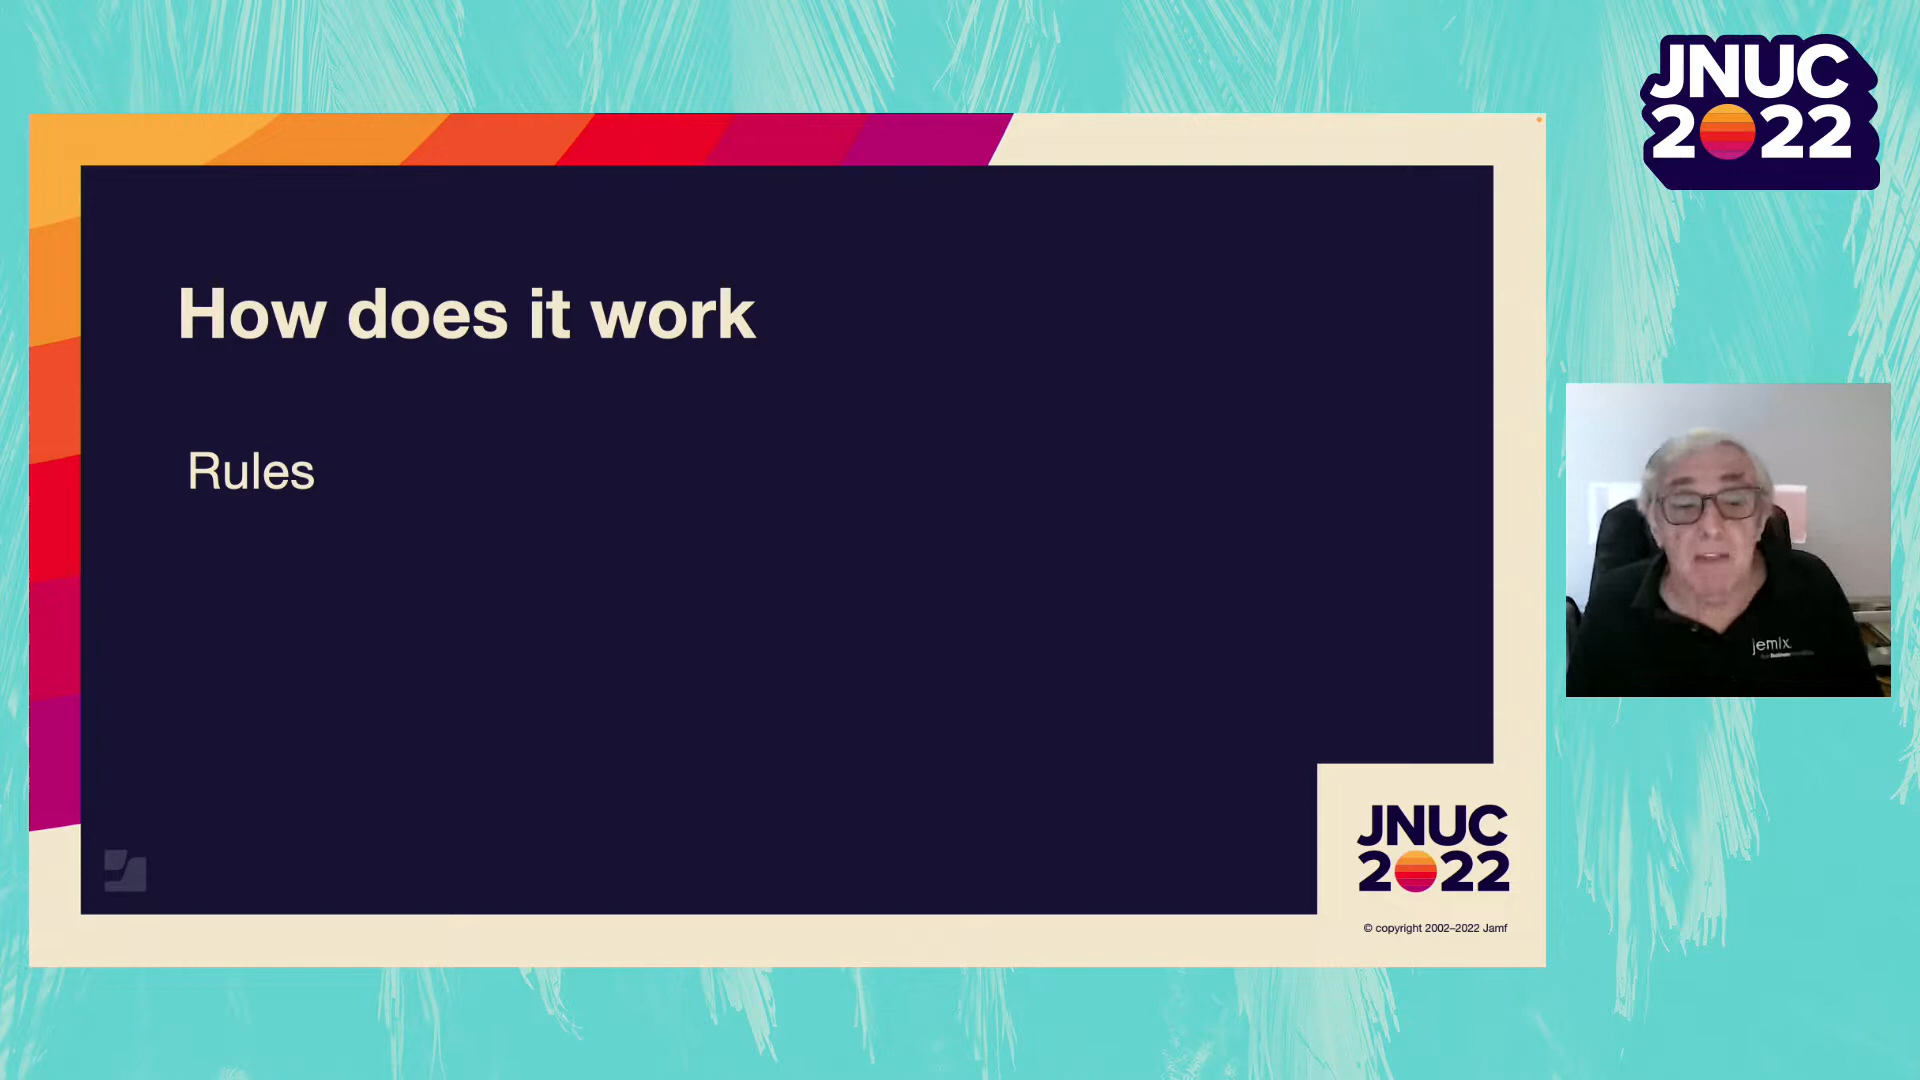 JNUC
2022
How does it work
Rules
jemix
JNUC
2022
© copyright 2002–2022 Jamf